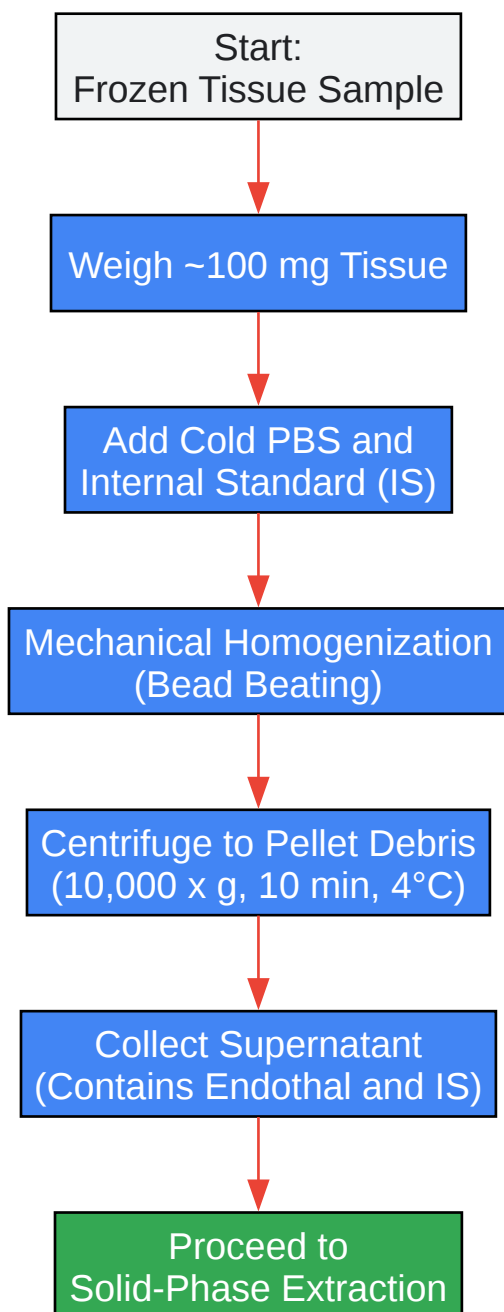 Start:
Frozen Tissue Sample
Weigh ~100 mg Tissue
Add Cold PBS and
Internal Standard (IS)
Mechanical Homogenization
(Bead Beating)
Centrifuge to Pellet Debris
(10,000 x g, 10 min, 4°C)
Collect Supernatant
(Contains Endothal and IS)
Proceed to
Solid-Phase Extraction